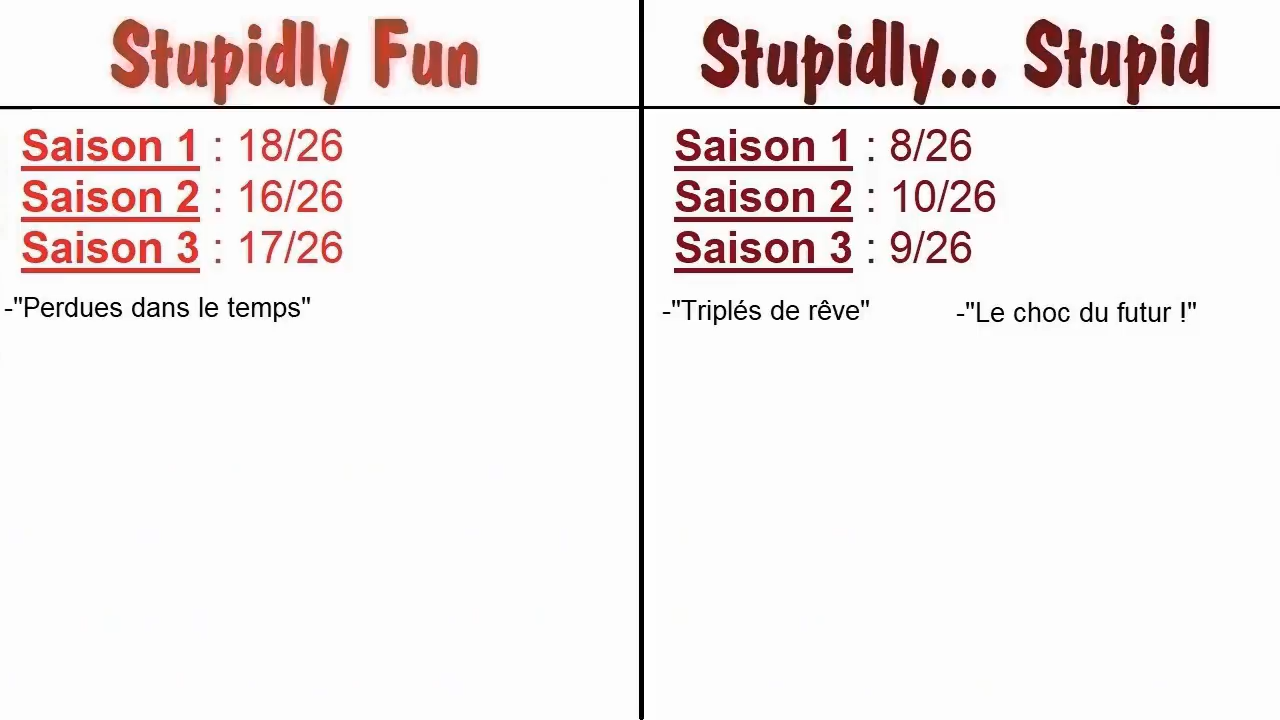 Stupidly Fun
Saison 1 : 18/26
Saison 2 : 16/26
Saison 3 : 17/26
-"Perdues dans le temps"
Stupidly... Stupid
Saison 1 : 8/26
Saison 2 : 10/26
Saison 3 : 9/26
-"Triplés de rêve" -"Le choc du futur !"